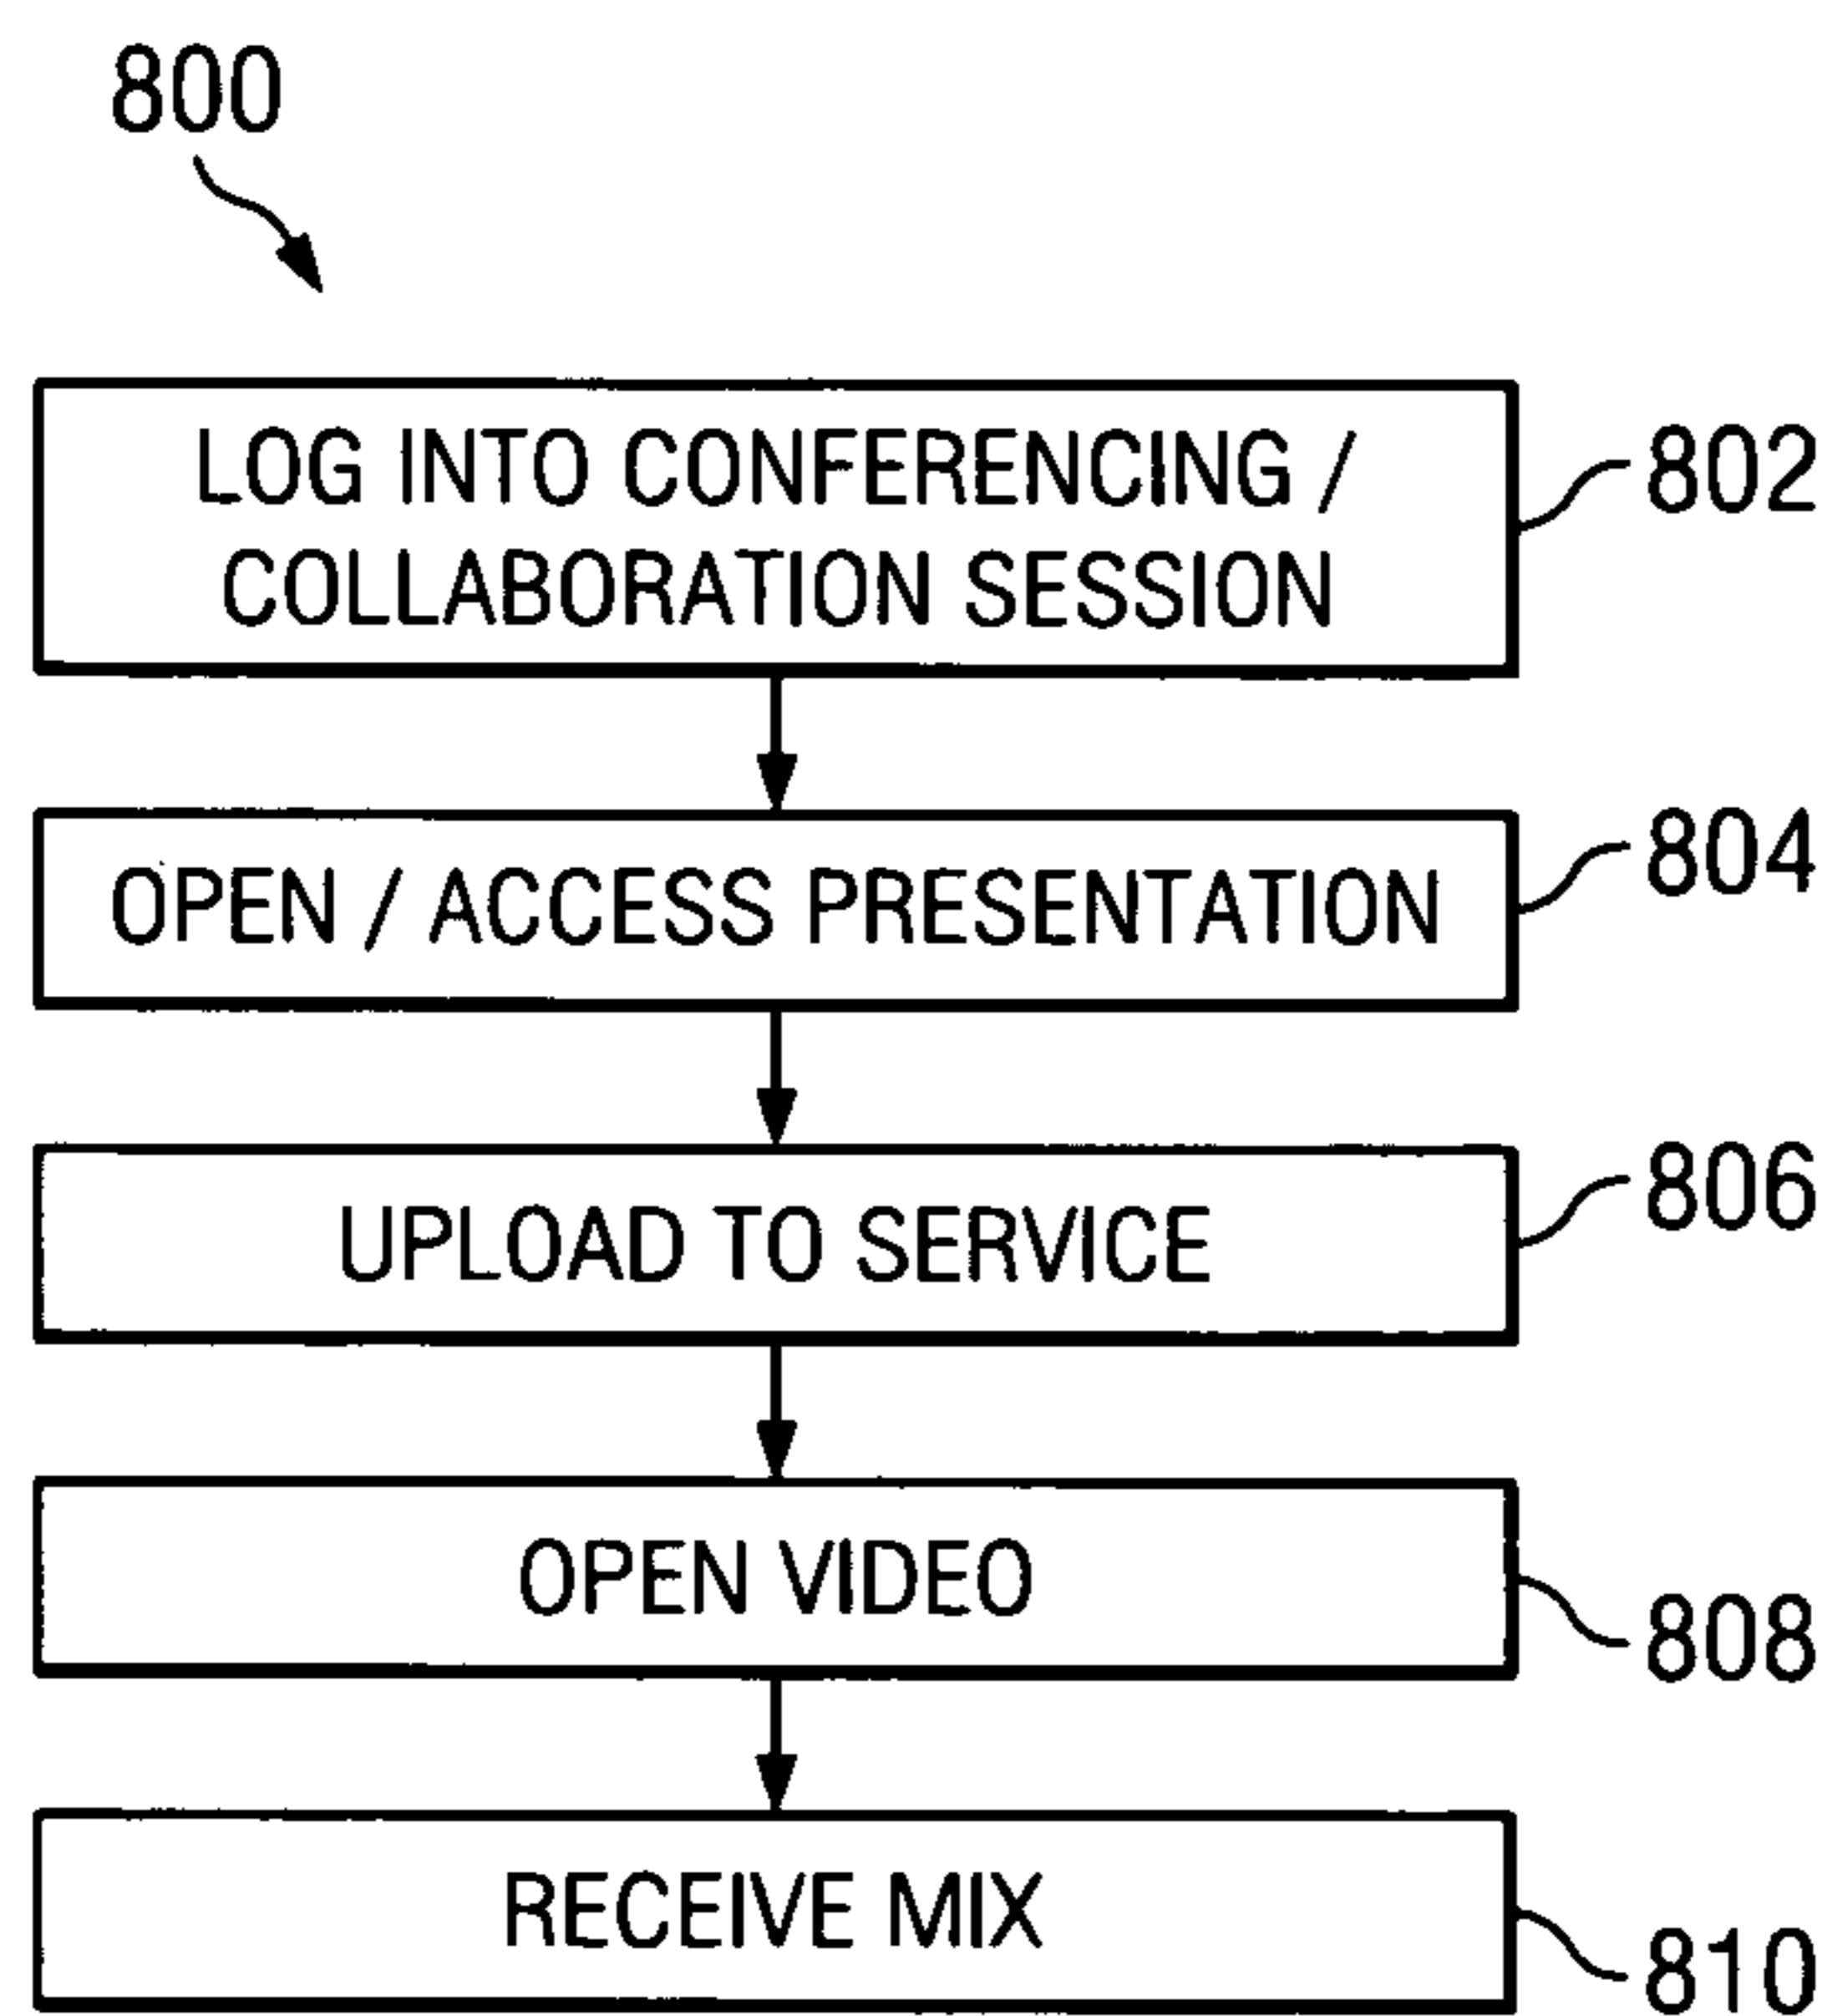 800
LOG INTO CONFERENCING /
COLLABORATION SESSION
802
OPEN / ACCESS PRESENTATION
804
UPLOAD TO SERVICE
806
OPEN VIDEO
808
RECEIVE MIX
810